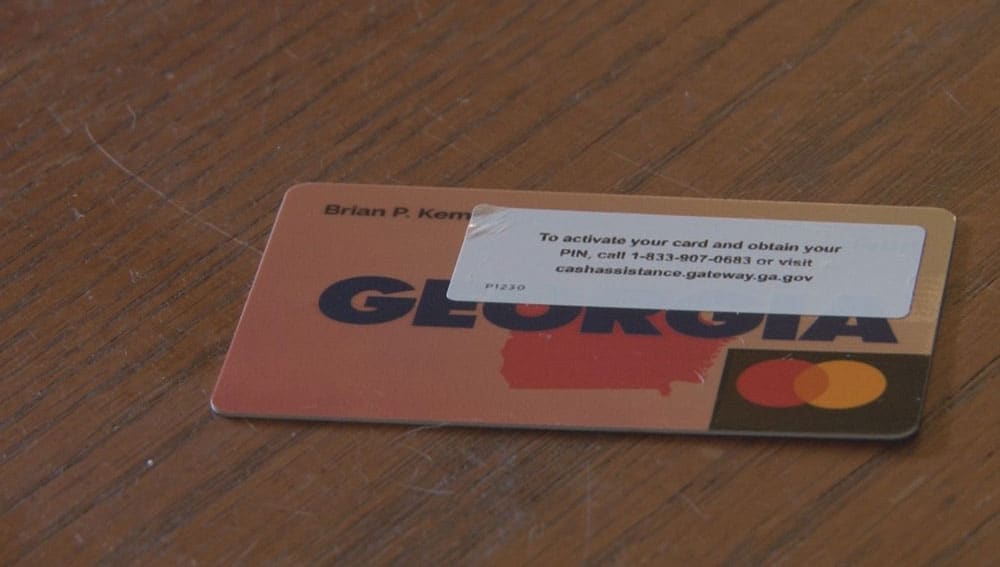 Brian P. Kem
To activate your card and obtain your
PIN, call 1-833-907-0683 or visit
cashassistance.gateway.ga.gov
P1230
GEORGIA